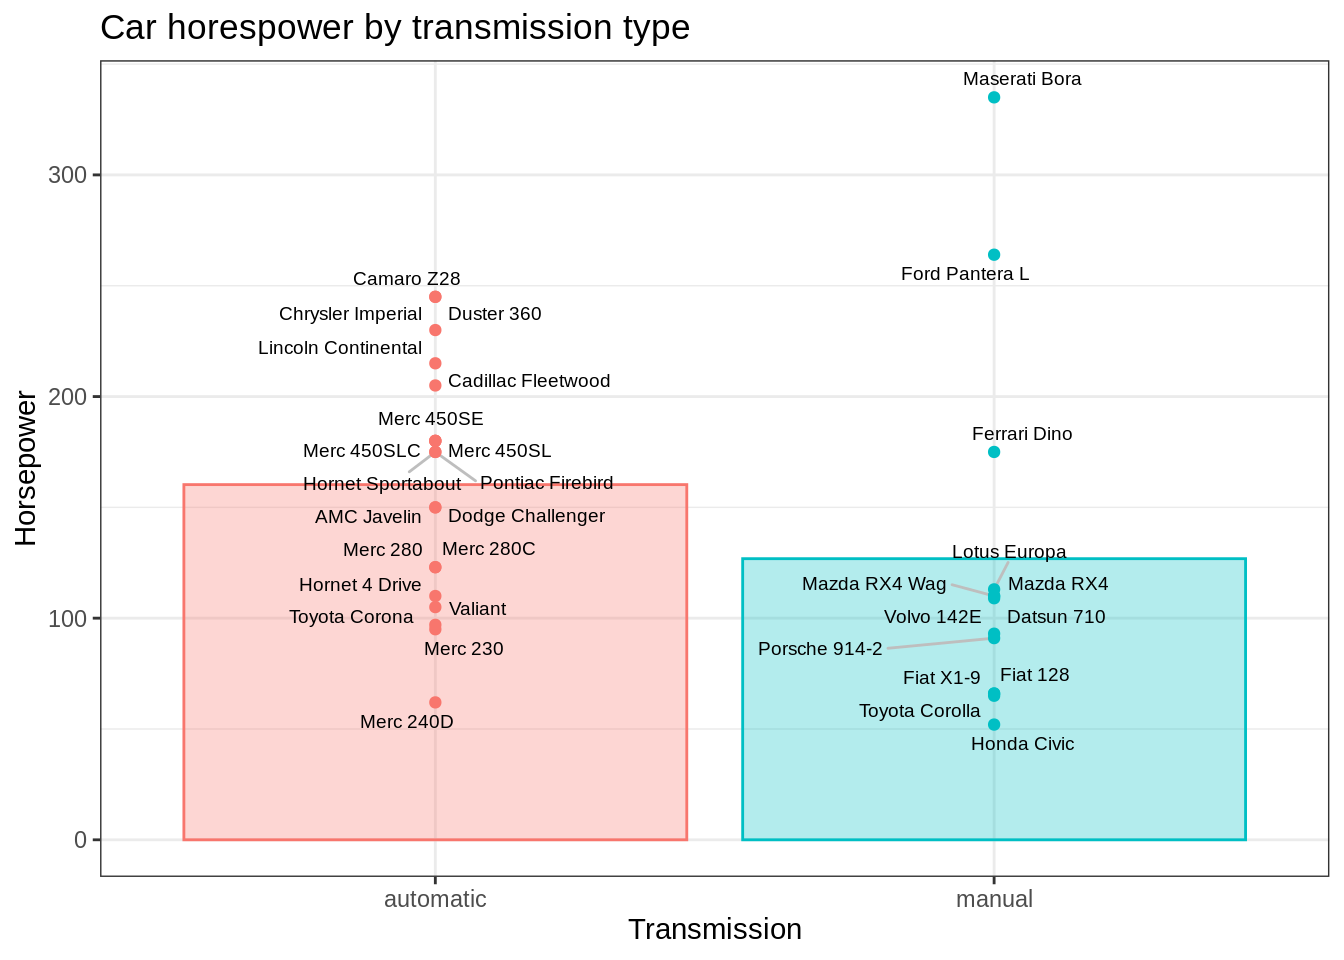 Car horespower by transmission type
Horsepower
300
200
100
0
Camaro Z28
Chrysler Imperial
Duster 360
Lincoln Continental
Cadillac Fleetwood
Merc 450SE
Merc 450SLC
Merc 450SL
Hornet Sportabout
Pontiac Firebird
AMC Javelin
Dodge Challenger
Merc 280
Merc 280C
Hornet 4 Drive
Valiant
Toyota Corona
Merc 230
Merc 240D
Maserati Bora
Ford Pantera L
Ferrari Dino
Lotus Europa
Mazda RX4 Wag
Mazda RX4
Volvo 142E
Datsun 710
Porsche 914-2
Fiat X1-9
Fiat 128
Toyota Corolla
Honda Civic
automatic
manual
Transmission